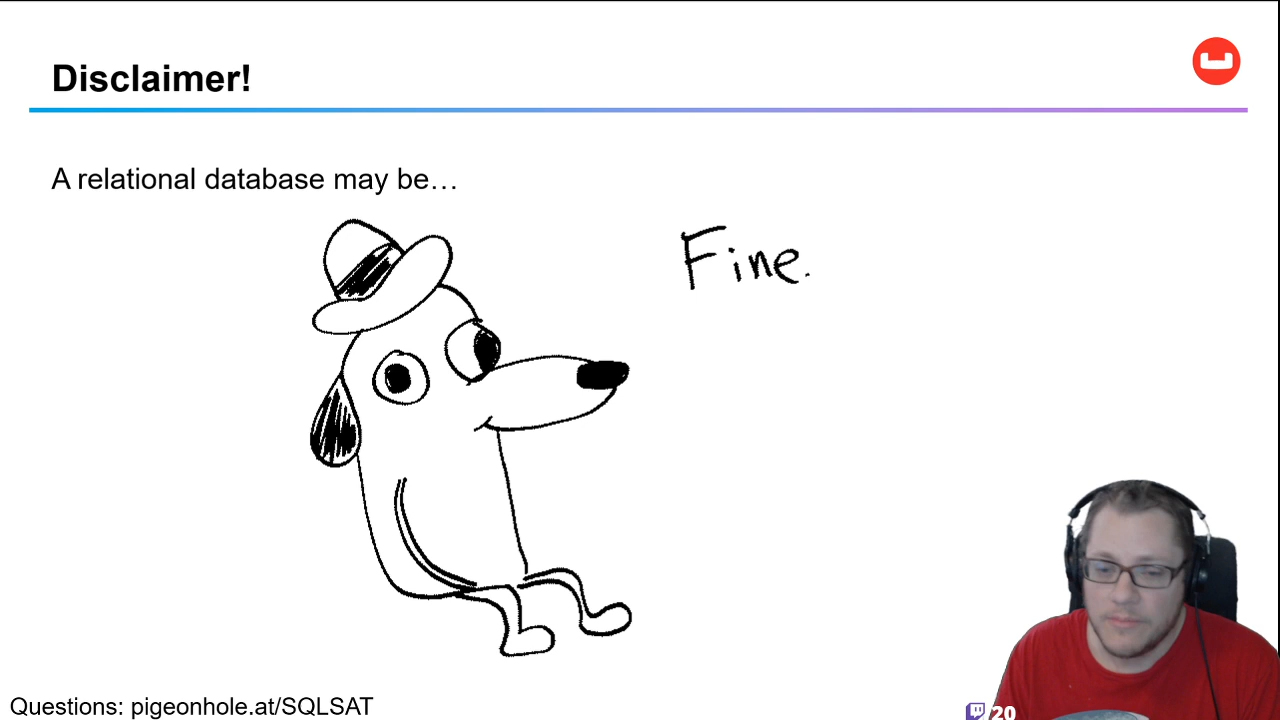 Disclaimer!
A relational database may be…
Fine.
Questions: pigeonhole.at/SQLSAT
20